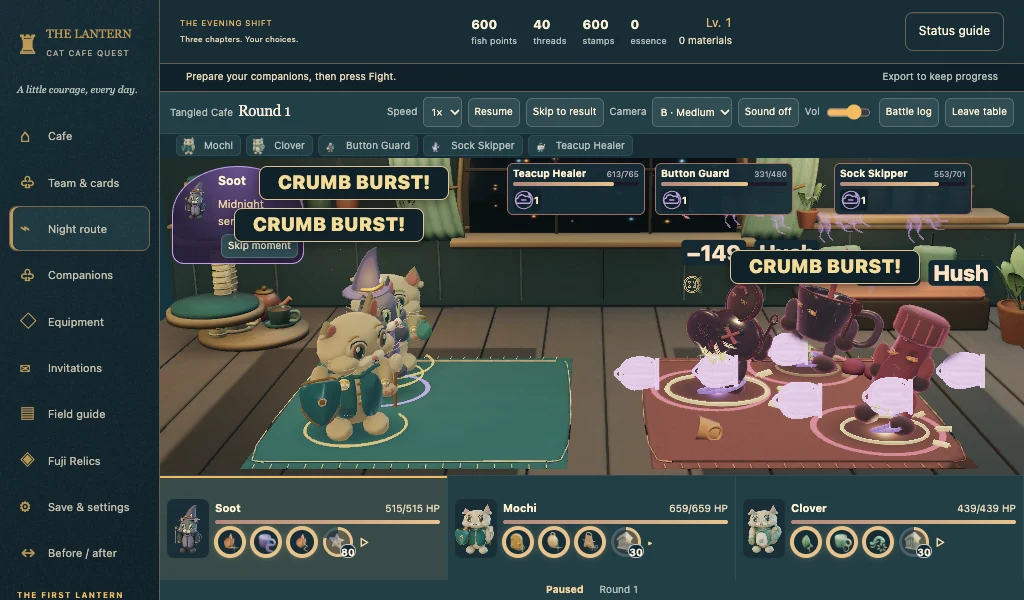 THE LANTERN
CAT CAFE QUEST
A little courage, every day.
Cafe
Team & cards
Night route
Companions
Equipment
Invitations
Field guide
Fuji Relics
Save & settings
Before / after
THE FIRST LANTERN
THE EVENING SHIFT
Three chapters. Your choices.
600
fish points
40
threads
600
stamps
0
essence
Lv. 1
0 materials
Status guide
Prepare your companions, then press Fight.
Export to keep progress
Tangled Cafe Round 1
Speed 1x Resume Skip to result Camera B · Medium Sound off Vol Battle log Leave table
Mochi Clover Button Guard Sock Skipper Teacup Healer
Soot
Midnight
CRUMB BURST!
CRUMB BURST!
Skip moment
Teacup Healer 613/765
1
Button Guard 331/480
1
Sock Skipper 553/701
1
−149
CRUMB BURST!
Hush
Soot 515/515 HP
80
Mochi 659/659 HP
30
Clover 439/439 HP
30
Paused Round 1